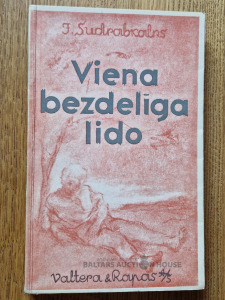 J. Sudrabkalns
Viena
bezdelīga
lido
BALTARS AUCTION HOUSE
Valtera & Rapas A/S